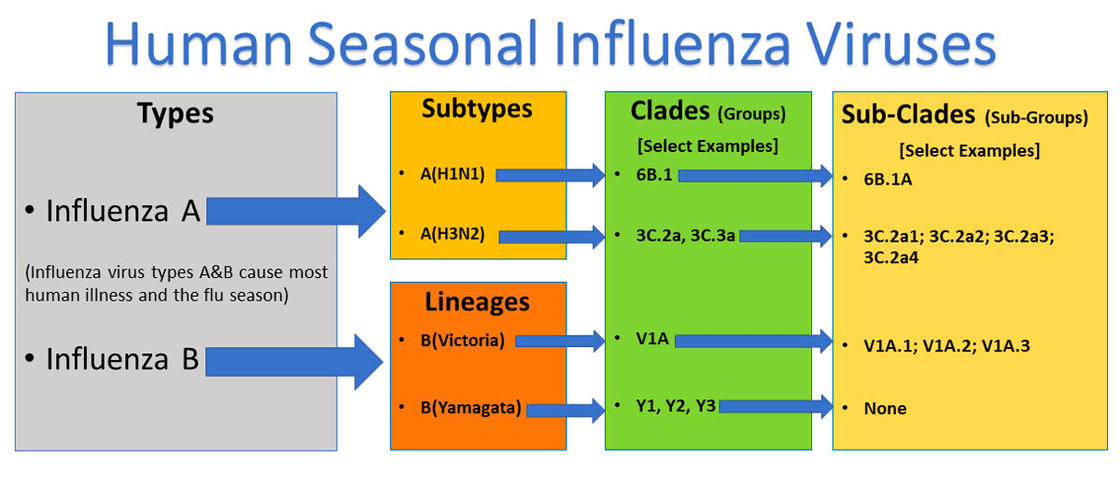 Human Seasonal Influenza Viruses
Types
• Influenza A
(Influenza virus types A&B cause most
human illness and the flu season)
• Influenza B
Subtypes
• A(H1N1)
• A(H3N2)
Lineages
• B(Victoria)
• B(Yamagata)
Clades (Groups)
[Select Examples]
• 6B.1
• 3C.2a, 3C.3a
• V1A
• Y1, Y2, Y3
Sub-Clades (Sub-Groups)
[Select Examples]
• 6B.1A
• 3C.2a1; 3C.2a2; 3C.2a3;
3C.2a4
• V1A.1; V1A.2; V1A.3
• None